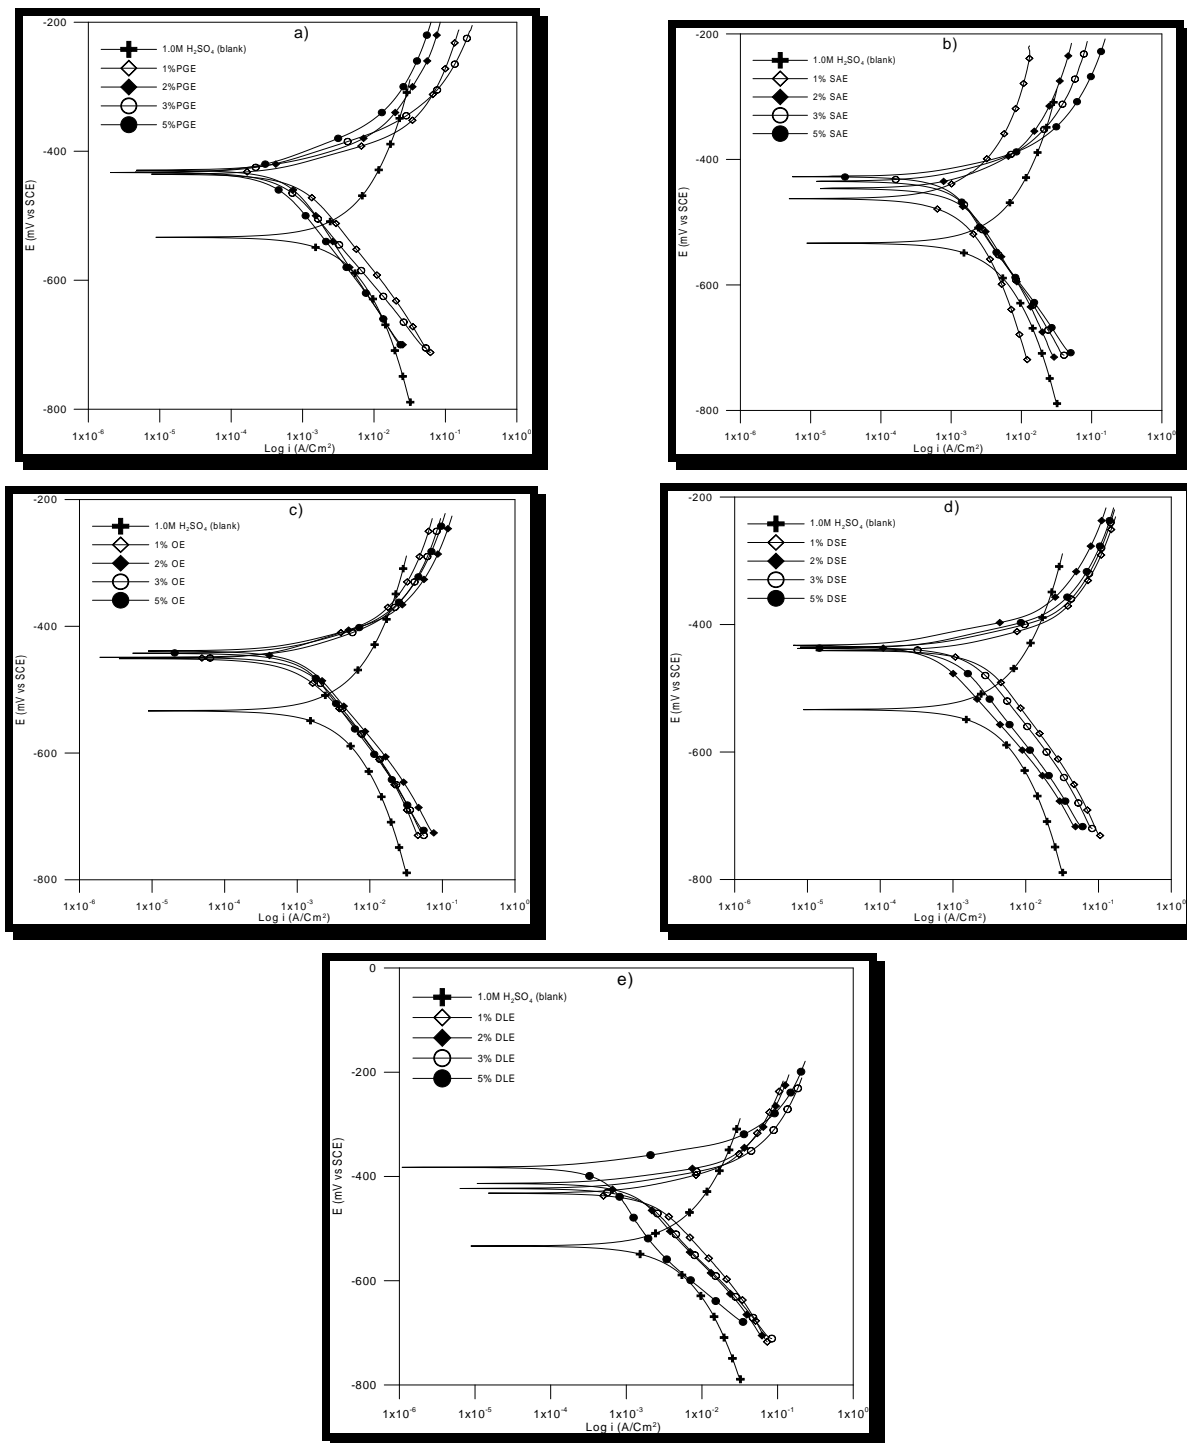 a)
1.0M H₂SO₄ (blank)
1%PGE
2%PGE
3%PGE
5%PGE
-200
-400
-600
-800
E (mV vs SCE)
1x10⁻⁶ 1x10⁻⁵ 1x10⁻⁴ 1x10⁻³ 1x10⁻² 1x10⁻¹ 1x10⁰
Log i (A/Cm²)
b)
1.0M H₂SO₄ (blank)
1% SAE
2% SAE
3% SAE
5% SAE
-200
-400
-600
-800
E (mV vs SCE)
1x10⁻⁶ 1x10⁻⁵ 1x10⁻⁴ 1x10⁻³ 1x10⁻² 1x10⁻¹ 1x10⁰
Log i (A/Cm²)
c)
1.0M H₂SO₄ (blank)
1% OE
2% OE
3% OE
5% OE
-200
-400
-600
-800
E (mV vs SCE)
1x10⁻⁶ 1x10⁻⁵ 1x10⁻⁴ 1x10⁻³ 1x10⁻² 1x10⁻¹ 1x10⁰
Log i (A/Cm²)
d)
1.0M H₂SO₄ (blank)
1% DSE
2% DSE
3% DSE
5% DSE
-200
-400
-600
-800
E (mV vs SCE)
1x10⁻⁶ 1x10⁻⁵ 1x10⁻⁴ 1x10⁻³ 1x10⁻² 1x10⁻¹ 1x10⁰
Log i (A/Cm²)
e)
1.0M H₂SO₄ (blank)
1% DLE
2% DLE
3% DLE
5% DLE
0
-200
-400
-600
-800
E (mV vs SCE)
1x10⁻⁶ 1x10⁻⁵ 1x10⁻⁴ 1x10⁻³ 1x10⁻² 1x10⁻¹ 1x10⁰
Log i (A/Cm²)